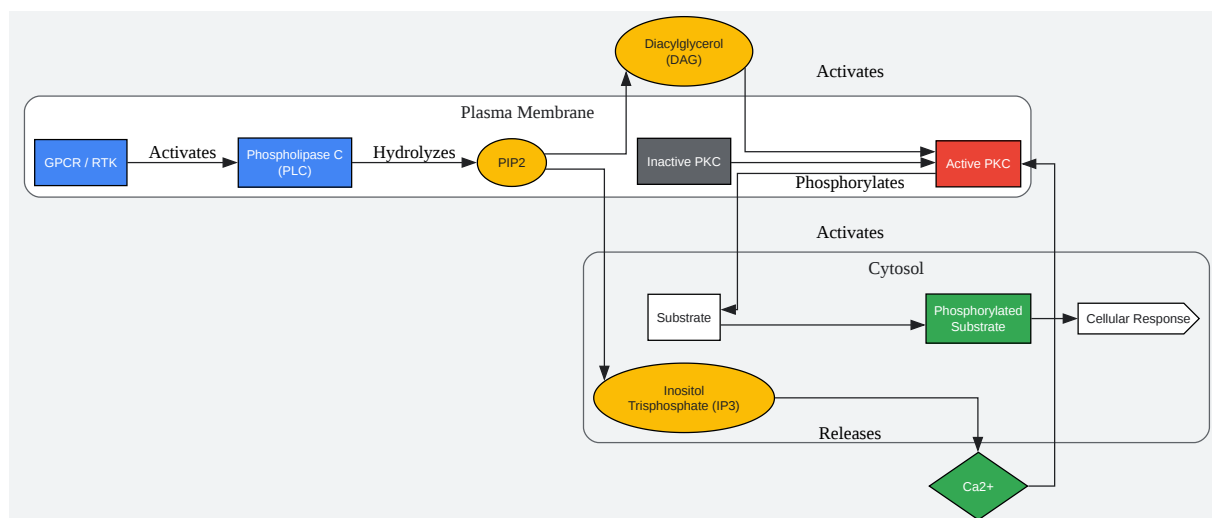 Diacylglycerol
(DAG)
Activates
Plasma Membrane
GPCR / RTK
Activates
Phospholipase C
(PLC)
Hydrolyzes
PIP2
Inactive PKC
Active PKC
Phosphorylates
Activates
Cytosol
Substrate
Phosphorylated
Substrate
Cellular Response
Inositol
Trisphosphate (IP3)
Releases
Ca2+